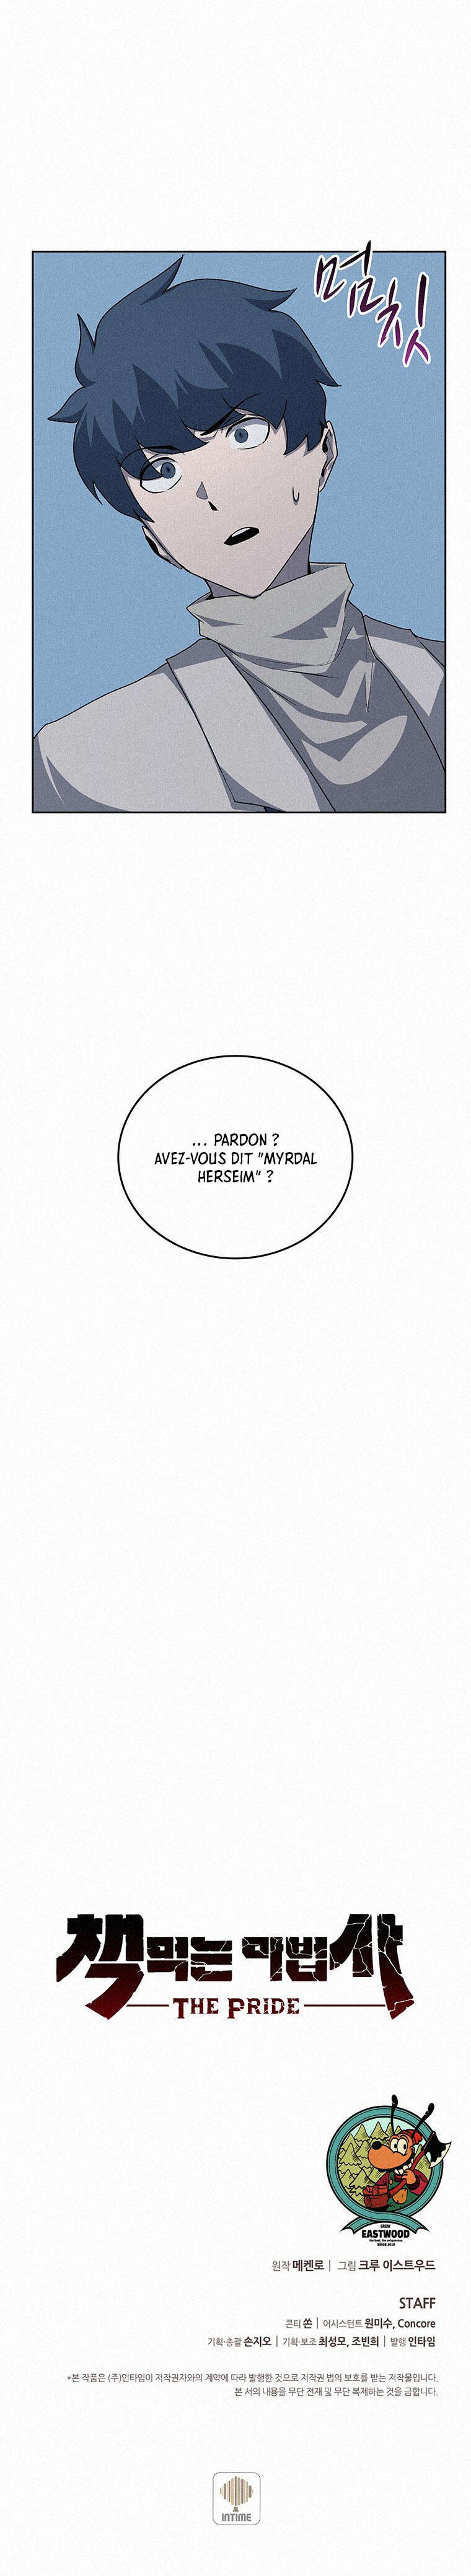 멈칫
... PARDON ?
AVEZ-VOUS DIT "MYRDAL
HERSEIM" ?
책 먹는 마법사
THE PRIDE
CREW
EASTWOOD
SINCE 2019
원작 메켄로 | 그림 크루 이스트우드
STAFF
콘티 쏜 | 어시스턴트 원미수, Concore
기획·총괄 손지오 | 기획·보조 최성모, 조빈희 | 발행 인타임
*본 작품은 (주)인타임이 저작권자와의 계약에 따라 발행한 것으로 저작권 법의 보호를 받는 저작물입니다.
본 서의 내용을 무단 전재 및 무단 복제하는 것을 금합니다.
INTIME